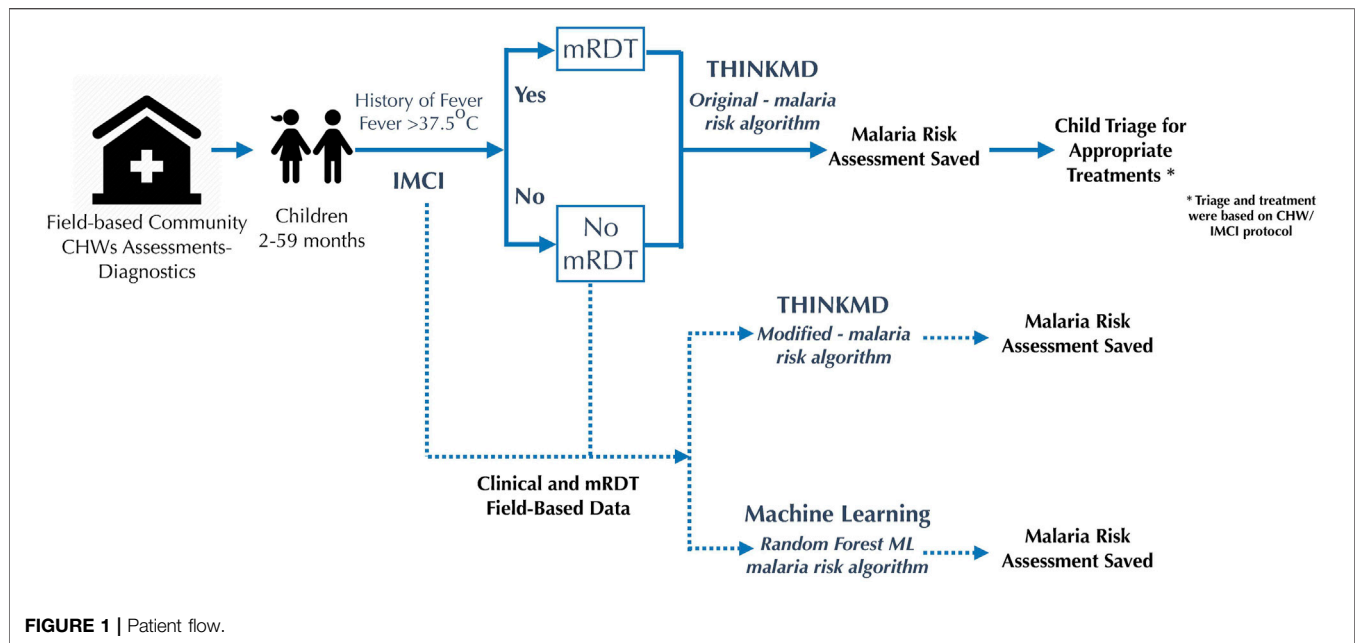 Field-based Community
CHWs Assessments-
Diagnostics
Children
2-59 months
History of Fever
Fever >37.5°C
IMCI
Yes
No
mRDT
No
mRDT
THINKMD
Original - malaria
risk algorithm
Malaria Risk
Assessment Saved
Child Triage for
Appropriate
Treatments *
* Triage and treatment
were based on CHW/
IMCI protocol
Clinical and mRDT
Field-Based Data
THINKMD
Modified - malaria
risk algorithm
Malaria Risk
Assessment Saved
Machine Learning
Random Forest ML
malaria risk algorithm
Malaria Risk
Assessment Saved
FIGURE 1 | Patient flow.